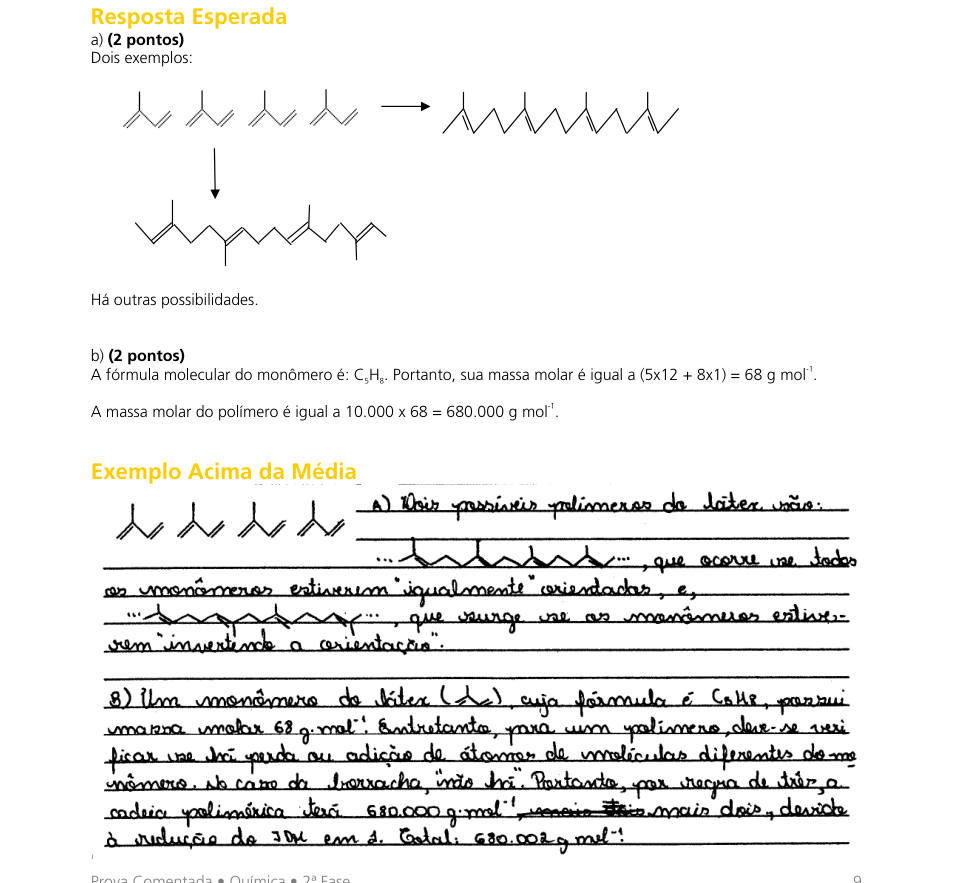 Resposta Esperada
a) (2 pontos)
Dois exemplos:
Há outras possibilidades.
b) (2 pontos)
A fórmula molecular do monômero é: C₅H₈. Portanto, sua massa molar é igual a (5x12 + 8x1) = 68 g mol⁻¹.
A massa molar do polímero é igual a 10.000 x 68 = 680.000 g mol⁻¹.
Exemplo Acima da Média
A) Dois possíveis polímeros do látex são:
... ... , que ocorre se todos
os monômeros estiverem "igualmente" orientados, e,
... ... , que surge se os monômeros estive-
rem "invertendo a orientação".
B) Um monômero do látex ( ), cuja fórmula é C5H8, possui
massa molar 68 g.mol⁻¹. Entretanto, para um polímero, deve-se veri
ficar se há perda ou adição de átomos de moléculas diferentes do mo
nômero. No caso da borracha, "não há". Portanto, por regra de três, a
cadeia polimérica terá 680.000 g.mol⁻¹, mais dois, devido
à redução do em 2. Total: 680.002 g mol⁻¹
Prova Comentada • Química • 2ª Fase
9